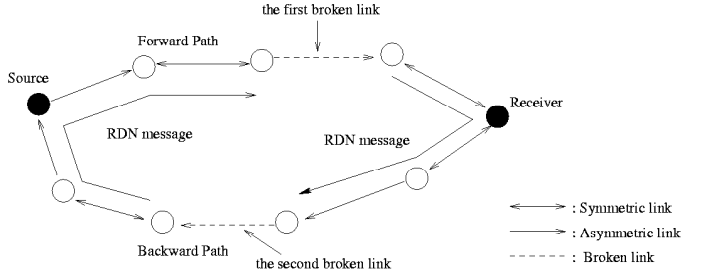 the first broken link
Forward Path
Source
Receiver
RDN message
RDN message
: Symmetric link
: Asymmetric link
: Broken link
Backward Path
the second broken link